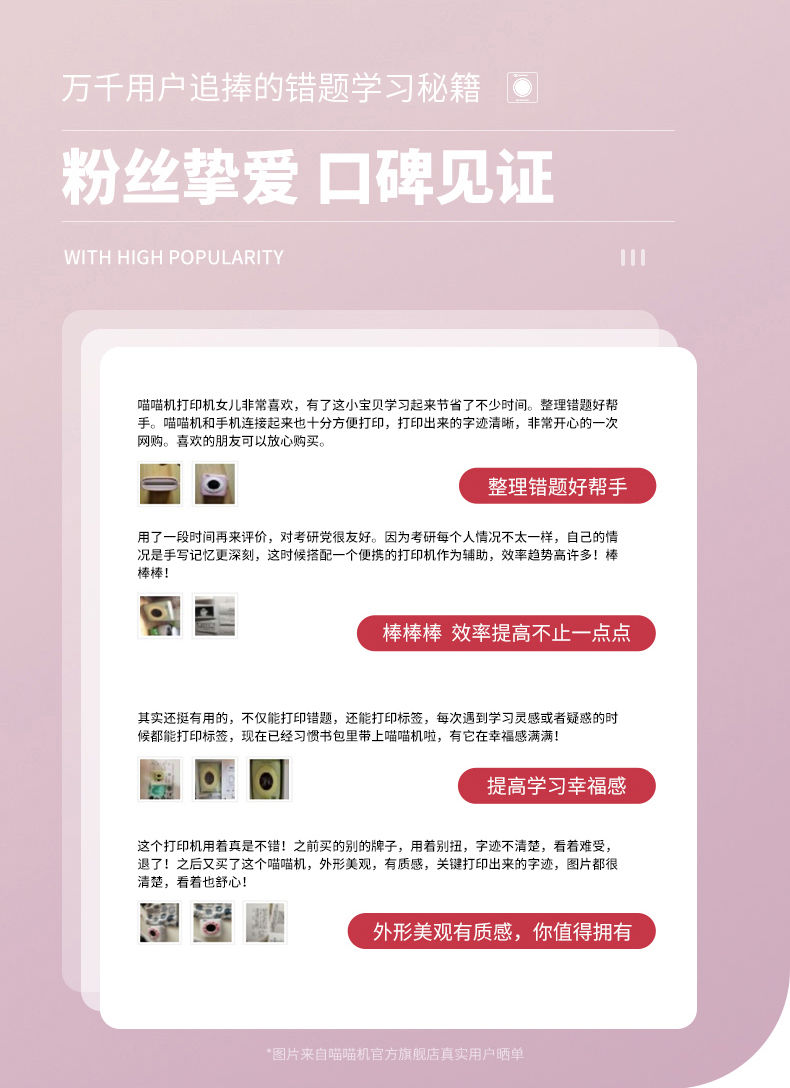 万千用户追捧的错题学习秘籍
粉丝挚爱 口碑见证
WITH HIGH POPULARITY
喵喵机打印机女儿非常喜欢，有了这小宝贝学习起来节省了不少时间。整理错题好帮
手。喵喵机和手机连接起来也十分方便打印，打印出来的字迹清晰，非常开心的一次
网购。喜欢的朋友可以放心购买。
整理错题好帮手
用了一段时间再来评价，对考研党很友好。因为考研每个人情况不太一样，自己的情
况是手写记忆更深刻，这时候搭配一个便携的打印机作为辅助，效率趋势高许多！棒
棒棒！
棒棒棒 效率提高不止一点点
其实还挺有用的，不仅能打印错题，还能打印标签，每次遇到学习灵感或者疑惑的时
候都能打印标签，现在已经习惯书包里带上喵喵机啦，有它在幸福感满满！
提高学习幸福感
这个打印机用着真是不错！之前买的别的牌子，用着别扭，字迹不清楚，看着难受，
退了！之后又买了这个喵喵机，外形美观，有质感，关键打印出来的字迹，图片都很
清楚，看着也舒心！
外形美观有质感，你值得拥有
*图片来自喵喵机官方旗舰店真实用户晒单